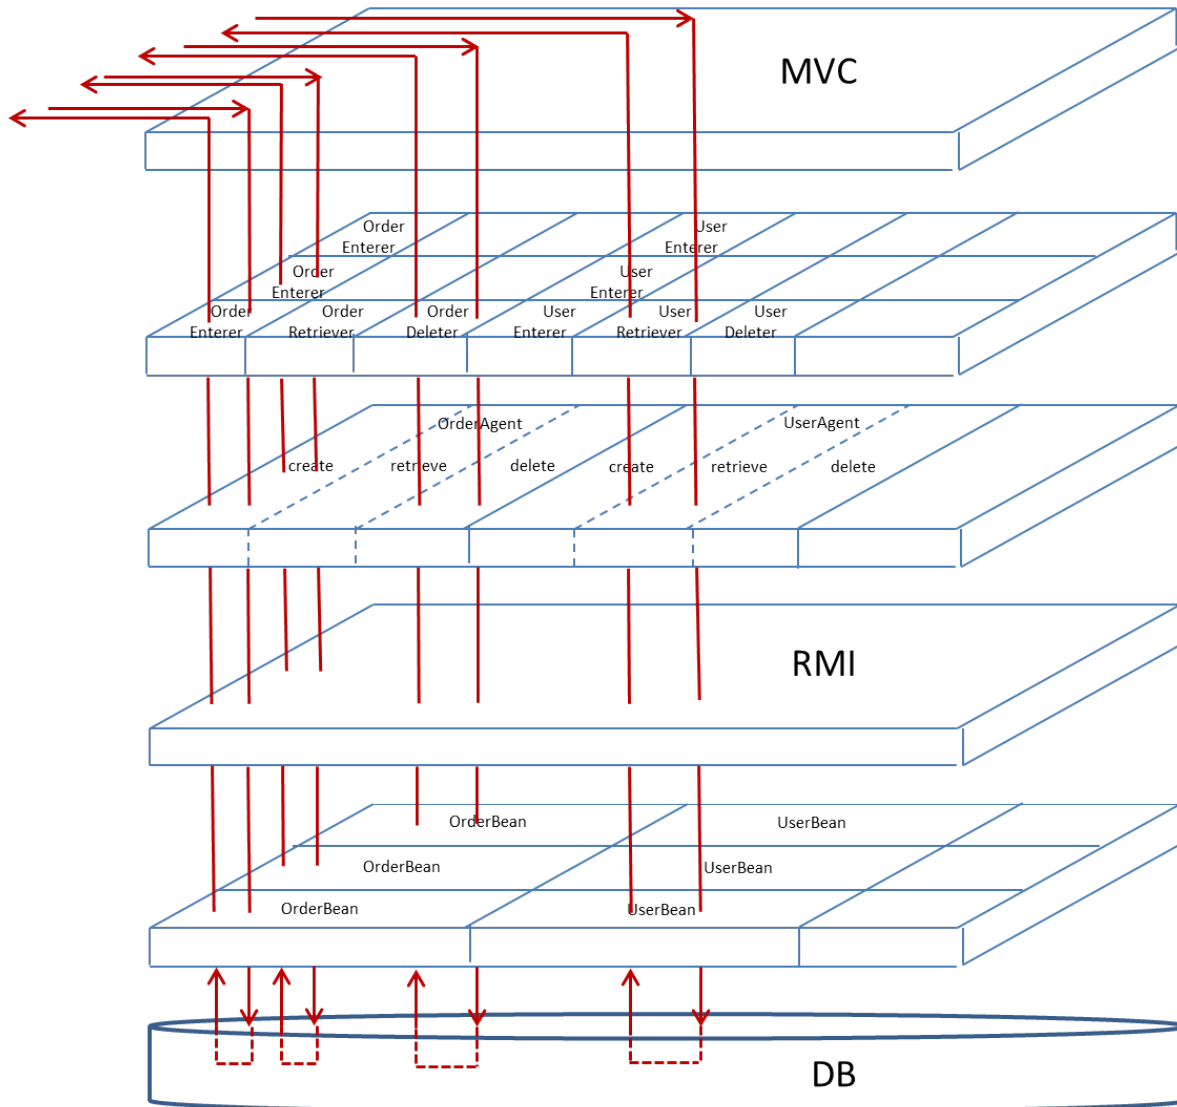 MVC
Order
Enterer
User
Enterer
Order
Enterer
User
Enterer
Order
Enterer
Order
Retriever
Order
Deleter
User
Enterer
User
Retriever
User
Deleter
OrderAgent
UserAgent
create
retrieve
delete
create
retrieve
delete
RMI
OrderBean
UserBean
OrderBean
UserBean
OrderBean
UserBean
DB